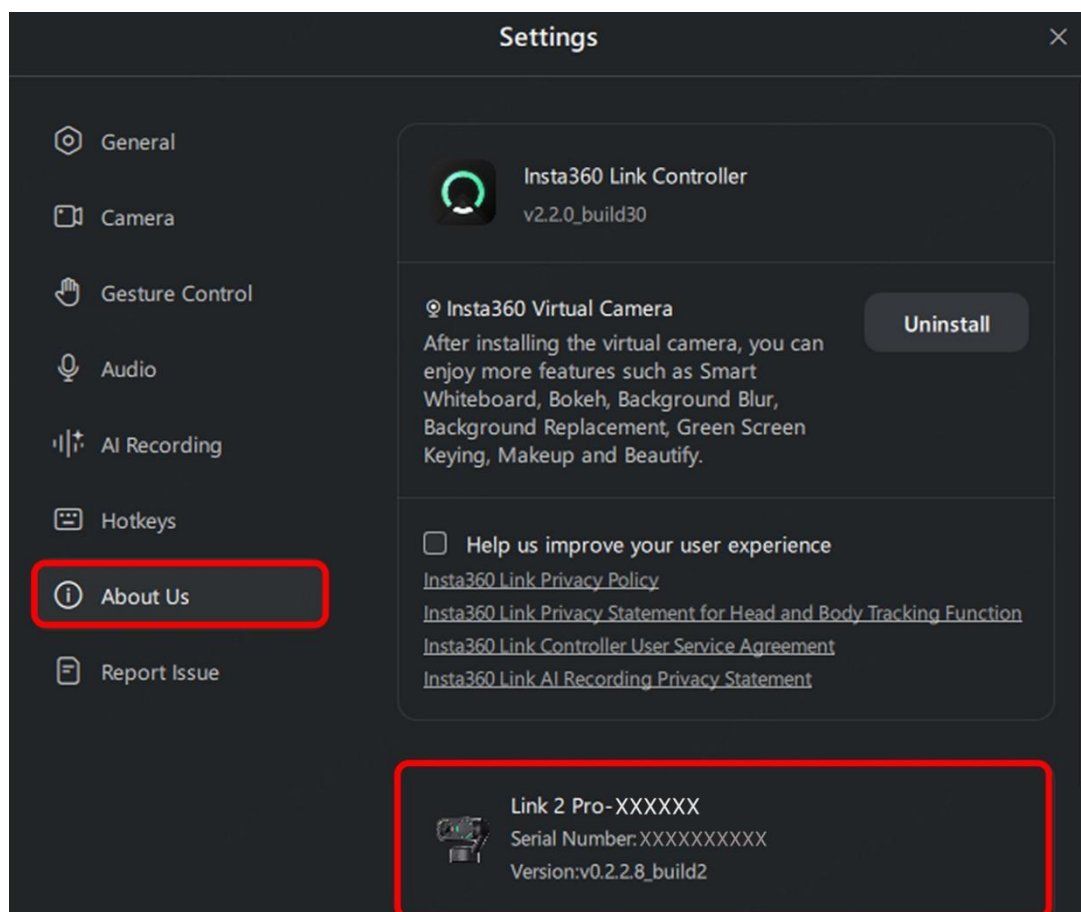 Settings
General
Camera
Gesture Control
Audio
AI Recording
Hotkeys
About Us
Report Issue
Insta360 Link Controller
v2.2.0_build30
Insta360 Virtual Camera
Uninstall
After installing the virtual camera, you can
enjoy more features such as Smart
Whiteboard, Bokeh, Background Blur,
Background Replacement, Green Screen
Keying, Makeup and Beautify.
Help us improve your user experience
Insta360 Link Privacy Policy
Insta360 Link Privacy Statement for Head and Body Tracking Function
Insta360 Link Controller User Service Agreement
Insta360 Link AI Recording Privacy Statement
Link 2 Pro-XXXXXX
Serial Number:XXXXXXXXXX
Version:v0.2.2.8_build2